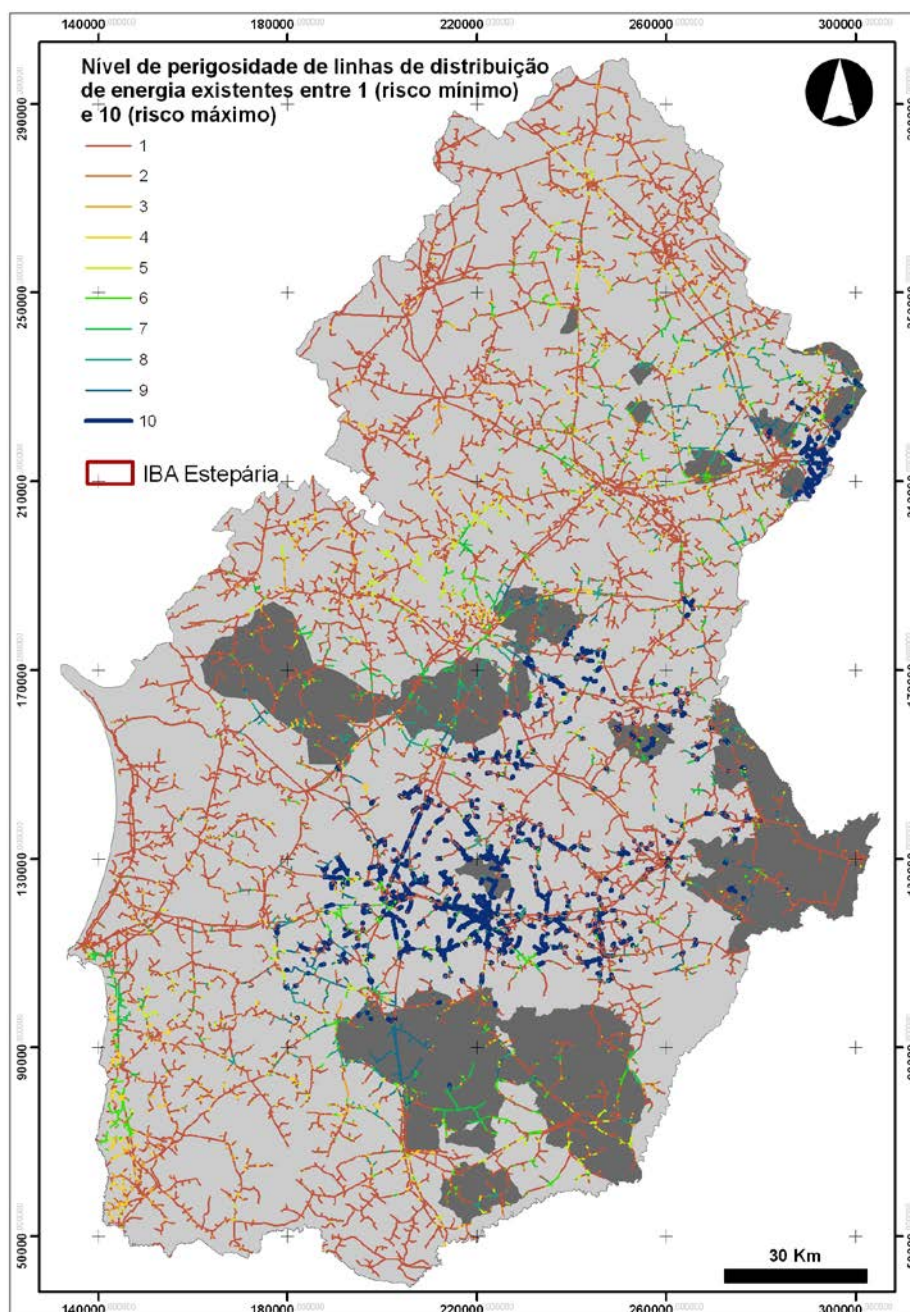 140000 180000 220000 260000 300000
Nível de perigosidade de linhas de distribuição
de energia existentes entre 1 (risco mínimo)
e 10 (risco máximo)
1
2
3
4
5
6
7
8
9
10
IBA Estepária
290000
250000
210000
170000
130000
90000
50000
30 Km
140000 180000 220000 260000 300000